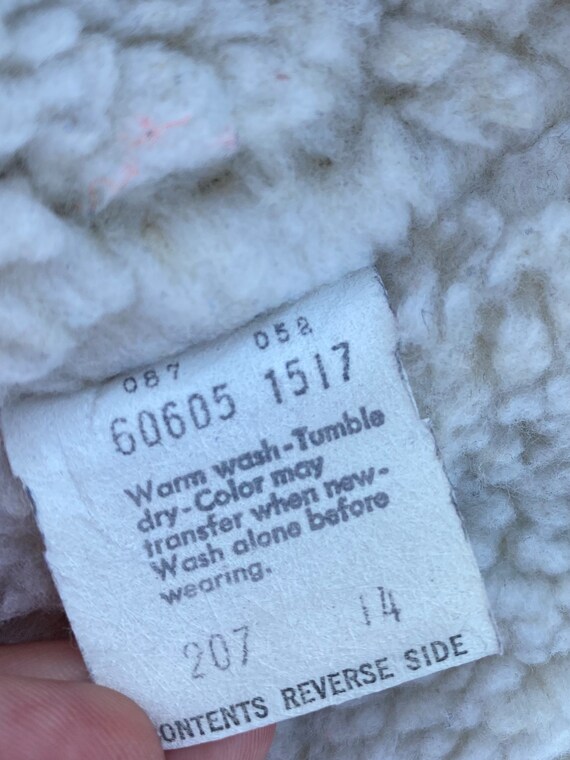 087 052
60605 1517
Warm wash-Tumble
dry-Color may
transfer when new-
Wash alone before
wearing.
207 14
ONTENTS REVERSE SIDE